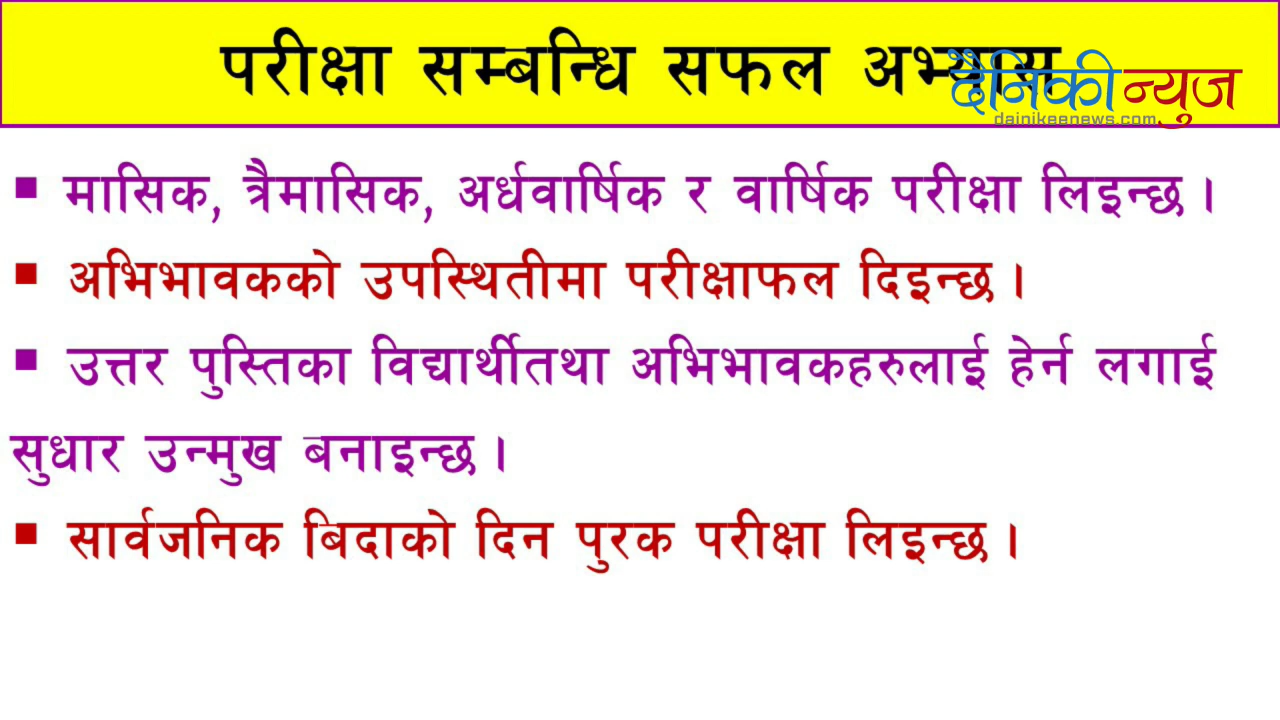 परीक्षा सम्बन्धि सफल अभ्यास
दैनिकी न्युज
dainikeenews.com
▪ मासिक, त्रैमासिक, अर्धवार्षिक र वार्षिक परीक्षा लिइन्छ ।
▪ अभिभावकको उपस्थितीमा परीक्षाफल दिइन्छ ।
▪ उत्तर पुस्तिका विद्यार्थीतथा अभिभावकहरुलाई हेर्न लगाई
सुधार उन्मुख बनाइन्छ ।
▪ सार्वजनिक बिदाको दिन पुरक परीक्षा लिइन्छ ।